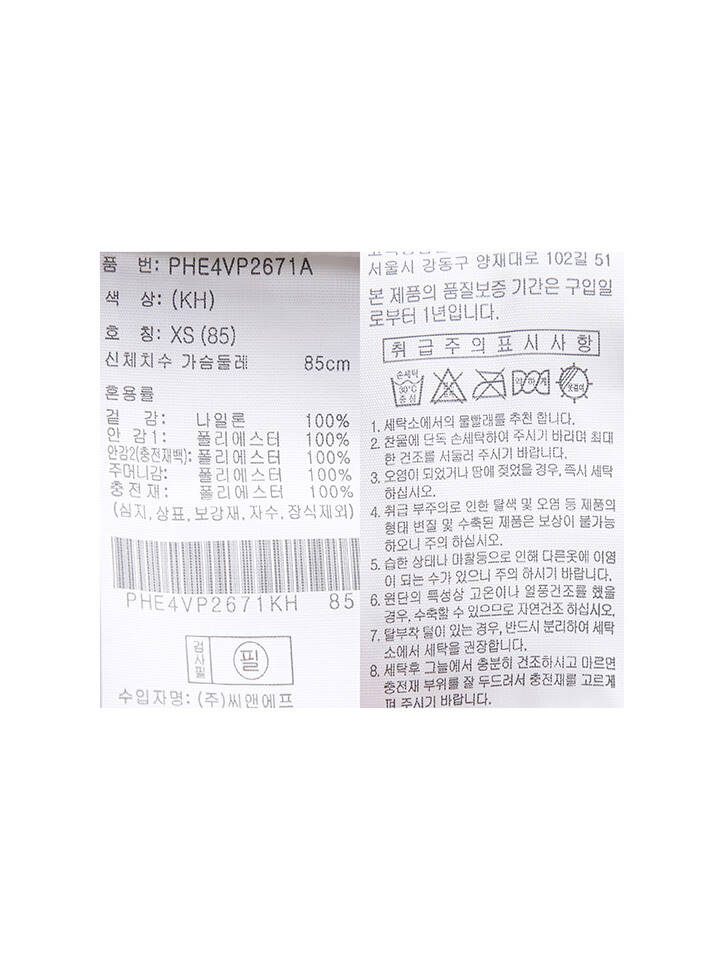 품 번: PHE4VP2671A
색 상: (KH)
호 칭: XS (85)
신체치수 가슴둘레 85cm
혼용률
겉 감: 나일론 100%
안 감1: 폴리에스터 100%
안감2(충전재백): 폴리에스터 100%
주머니감: 폴리에스터 100%
충전재: 폴리에스터 100%
(심지, 상표, 보강재, 자수, 장식제외)
PHE4VP2671KH 85
검사필 필
수입자명: (주)씨앤에프
서울시 강동구 양재대로 102길 51
본 제품의 품질보증 기간은 구입일
로부터 1년입니다.
취급주의표시사항
손세탁
30℃
중성
약하게
옷걸이
1. 세탁소에서의 물빨래를 추천 합니다.
2. 찬물에 단독 손세탁하여 주시기 바라며 최대
한 건조를 서둘러 주시기 바랍니다.
3. 오염이 되었거나 땀에 젖었을 경우, 즉시 세탁
하십시오.
4. 취급 부주의로 인한 탈색 및 오염 등 제품의
형태 변질 및 수축된 제품은 보상이 불가능
하오니 주의 하십시오.
5. 습한 상태나 마찰등으로 인해 다른옷에 이염
이 되는 수가 있으니 주의 하시기 바랍니다.
6. 원단의 특성상 고온이나 열풍건조를 했을
경우, 수축할 수 있으므로 자연건조 하십시오.
7. 탈부착 털이 있는 경우, 반드시 분리하여 세탁
소에서 세탁을 권장합니다.
8. 세탁후 그늘에서 충분히 건조하시고 마르면
충전재 부위를 잘 두드려서 충전재를 고르게
펴 주시기 바랍니다.